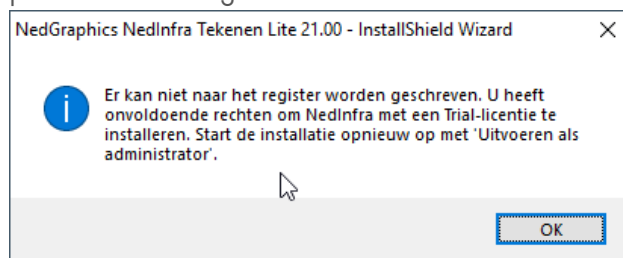 NedGraphics NedInfra Tekenen Lite 21.00 - InstallShield Wizard
Er kan niet naar het register worden geschreven. U heeft
onvoldoende rechten om NedInfra met een Trial-licentie te
installeren. Start de installatie opnieuw op met 'Uitvoeren als
administrator'.
OK